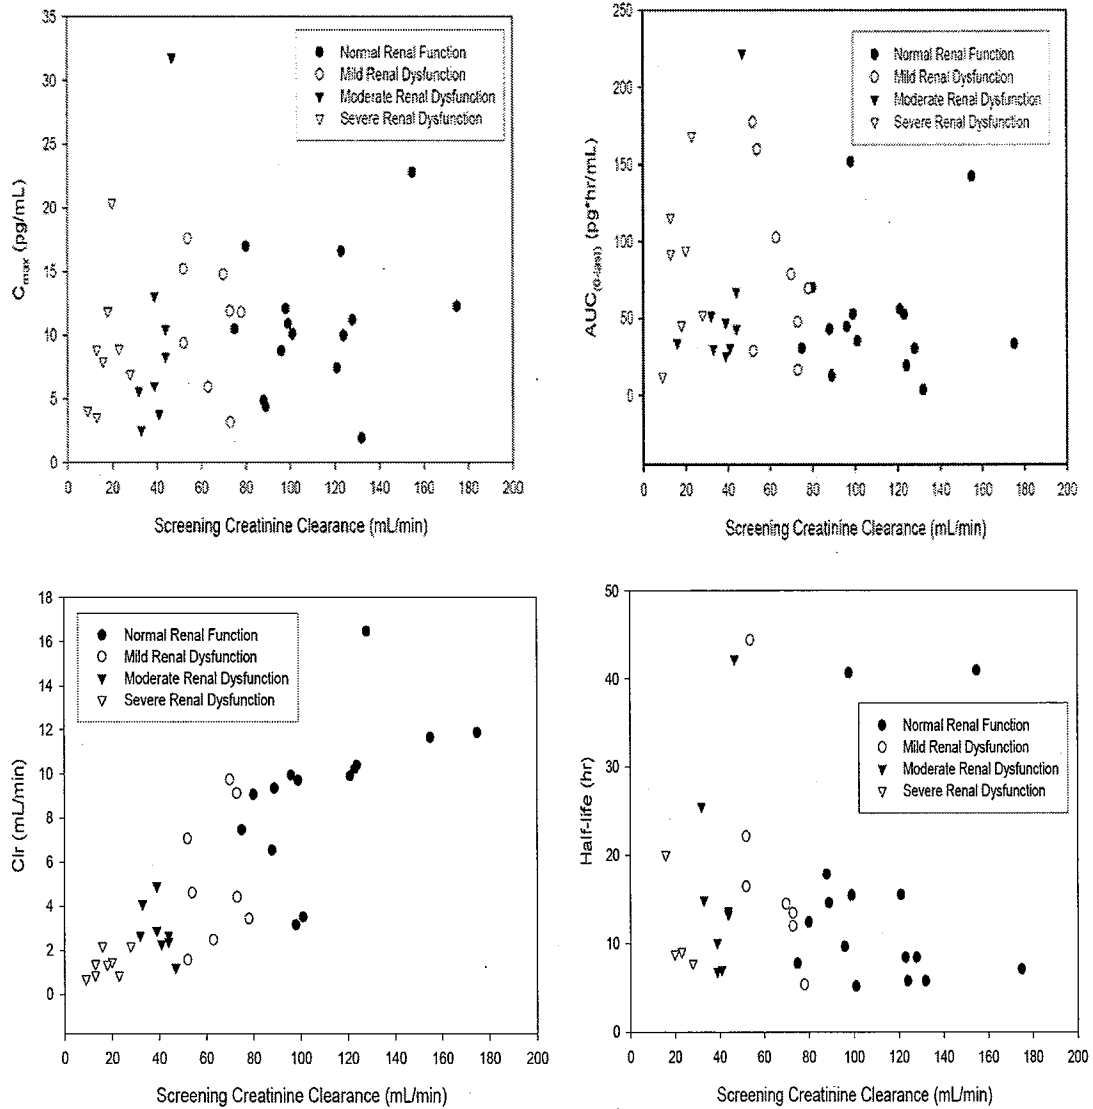 35
30
25
20
15
10
5
0
C_max (pg/mL)
Normal Renal Function
Mild Renal Dysfunction
Moderate Renal Dysfunction
Severe Renal Dysfunction
0 20 40 60 80 100 120 140 160 180 200
Screening Creatinine Clearance (mL/min)
250
200
150
100
50
0
AUC_(0-last) (pg*hr/mL)
Normal Renal Function
Mild Renal Dysfunction
Moderate Renal Dysfunction
Severe Renal Dysfunction
0 20 40 60 80 100 120 140 160 180 200
Screening Creatinine Clearance (mL/min)
18
16
14
12
10
8
6
4
2
0
Clr (mL/min)
Normal Renal Function
Mild Renal Dysfunction
Moderate Renal Dysfunction
Severe Renal Dysfunction
0 20 40 60 80 100 120 140 160 180 200
Screening Creatinine Clearance (mL/min)
50
40
30
20
10
0
Half-life (hr)
Normal Renal Function
Mild Renal Dysfunction
Moderate Renal Dysfunction
Severe Renal Dysfunction
0 20 40 60 80 100 120 140 160 180 200
Screening Creatinine Clearance (mL/min)